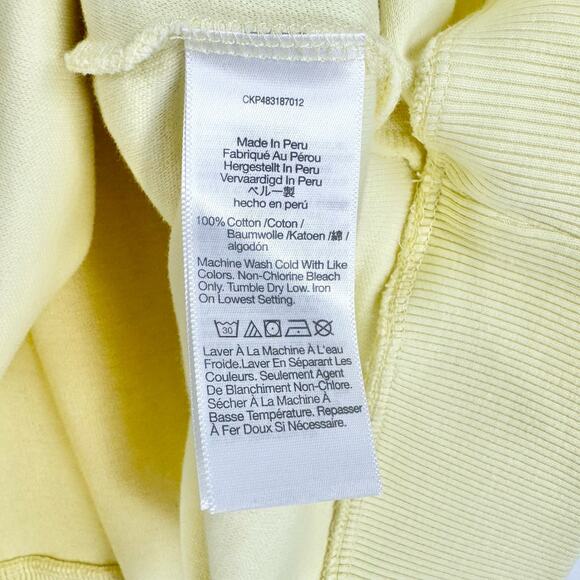 CKP483187012
Made In Peru
Fabriqué Au Pérou
Hergestellt In Peru
Vervaardigd In Peru
ペルー製
hecho en perú
100% Cotton /Coton /
Baumwolle /Katoen /綿 /
algodón
Machine Wash Cold With Like
Colors. Non-Chlorine Bleach
Only. Tumble Dry Low. Iron
On Lowest Setting.
30
Laver À La Machine À L'eau
Froide.Laver En Séparant Les
Couleurs. Seulement Agent
De Blanchiment Non-Chlore.
Sécher À La Machine À
Basse Température. Repasser
À Fer Doux Si Nécessaire.